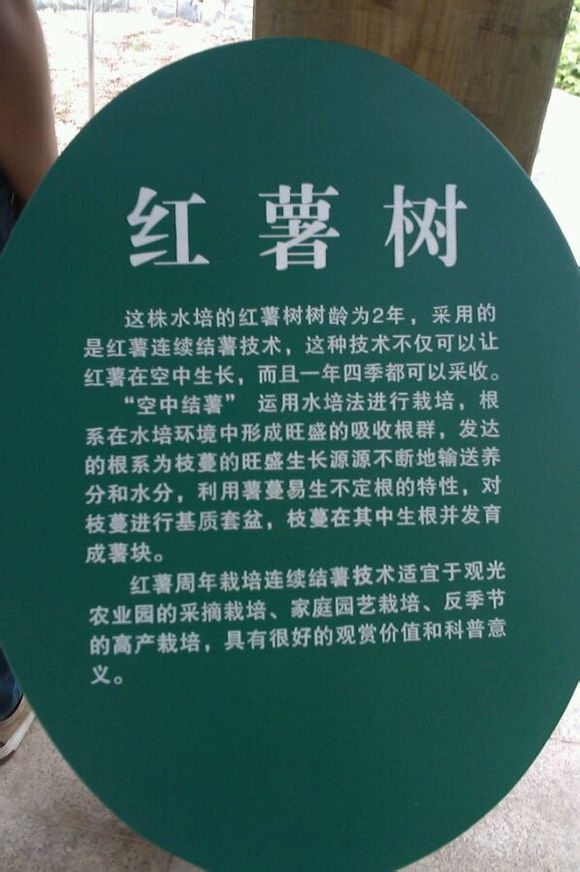 红薯树
这株水培的红薯树树龄为2年，采用的
是红薯连续结薯技术，这种技术不仅可以让
红薯在空中生长，而且一年四季都可以采收。
“空中结薯” 运用水培法进行栽培，根
系在水培环境中形成旺盛的吸收根群，发达
的根系为枝蔓的旺盛生长源源不断地输送养
分和水分，利用薯蔓易生不定根的特性，对
枝蔓进行基质套盆，枝蔓在其中生根并发育
成薯块。
红薯周年栽培连续结薯技术适宜于观光
农业园的采摘栽培、家庭园艺栽培、反季节
的高产栽培，具有很好的观赏价值和科普意
义。